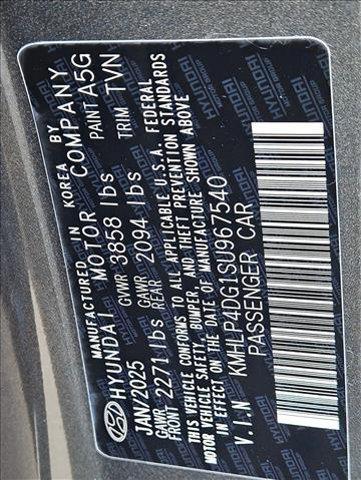 MANUFACTURED IN KOREA BY
HYUNDAI MOTOR COMPANY
JAN/2025 GVWR 3858 lbs PAINT A5G
GAWR FRONT 2271 lbs GAWR REAR 2094 lbs TRIM TVN
THIS VEHICLE CONFORMS TO ALL APPLICABLE U.S.A. FEDERAL
MOTOR VEHICLE SAFETY, BUMPER, AND THEFT PREVENTION STANDARDS
IN EFFECT ON THE DATE OF MANUFACTURE SHOWN ABOVE
V.I.N KMHLP4DG1SU967540
PASSENGER CAR